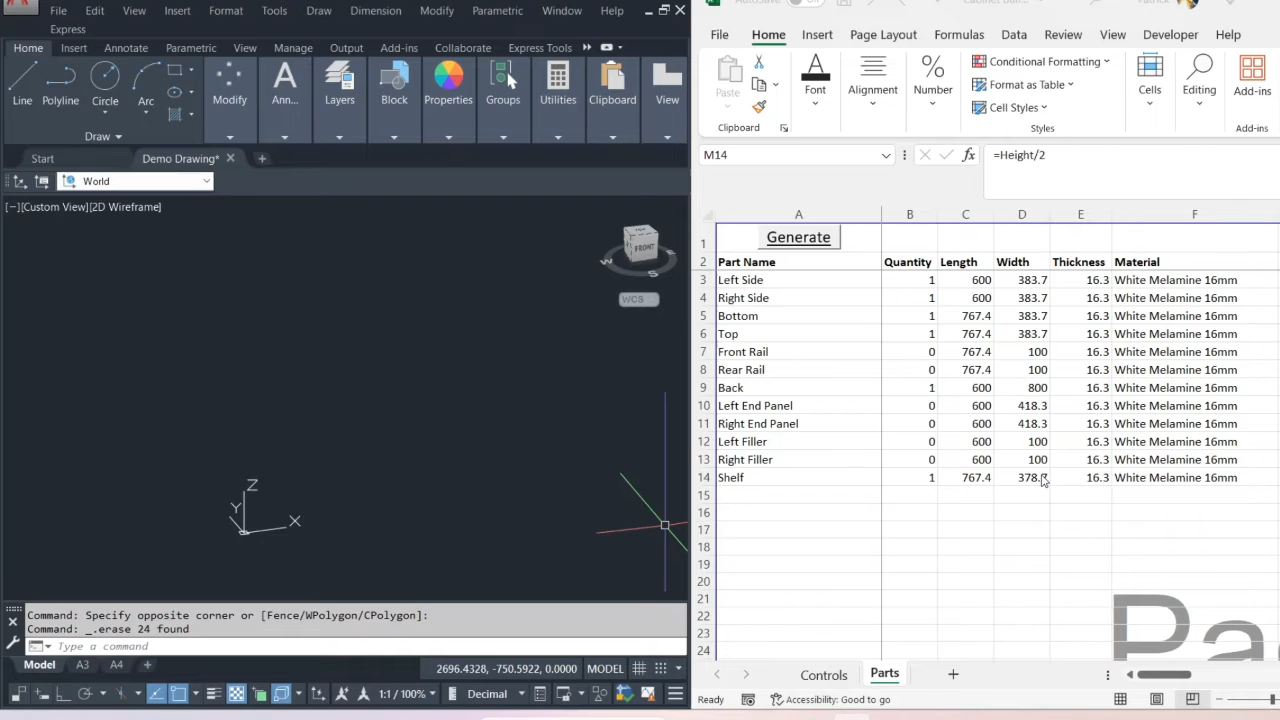 File Edit View Insert Format Tools Draw Dimension Modify Parametric Window Help
Express
Home Insert Annotate Parametric View Manage Output Add-ins Collaborate Express Tools
Line Polyline Circle Arc Modify Ann... Layers Block Properties Groups Utilities Clipboard View
Draw
Start Demo Drawing*
World
[−][Custom View][2D Wireframe]
FRONT
W S
WCS
Z
Y X
Command: Specify opposite corner or [Fence/WPolygon/CPolygon]:
Command: _.erase 24 found
Type a command
Model A3 A4
2696.4328, -750.5922, 0.0000 MODEL
1:1 / 100% Decimal
File Home Insert Page Layout Formulas Data Review View Developer Help
Paste Font Alignment Number Conditional Formatting Cells Editing Add-ins
Format as Table
Cell Styles
Clipboard Styles Add-ins
M14 fx =Height/2
A B C D E F
1 Generate
2 Part Name Quantity Length Width Thickness Material
3 Left Side 1 600 383.7 16.3 White Melamine 16mm
4 Right Side 1 600 383.7 16.3 White Melamine 16mm
5 Bottom 1 767.4 383.7 16.3 White Melamine 16mm
6 Top 1 767.4 383.7 16.3 White Melamine 16mm
7 Front Rail 0 767.4 100 16.3 White Melamine 16mm
8 Rear Rail 0 767.4 100 16.3 White Melamine 16mm
9 Back 1 600 800 16.3 White Melamine 16mm
10 Left End Panel 0 600 418.3 16.3 White Melamine 16mm
11 Right End Panel 0 600 418.3 16.3 White Melamine 16mm
12 Left Filler 0 600 100 16.3 White Melamine 16mm
13 Right Filler 0 600 100 16.3 White Melamine 16mm
14 Shelf 1 767.4 378.7 16.3 White Melamine 16mm
15
16
17
18
19
20
21
22
23
24
Pa
Controls Parts
Ready Accessibility: Good to go